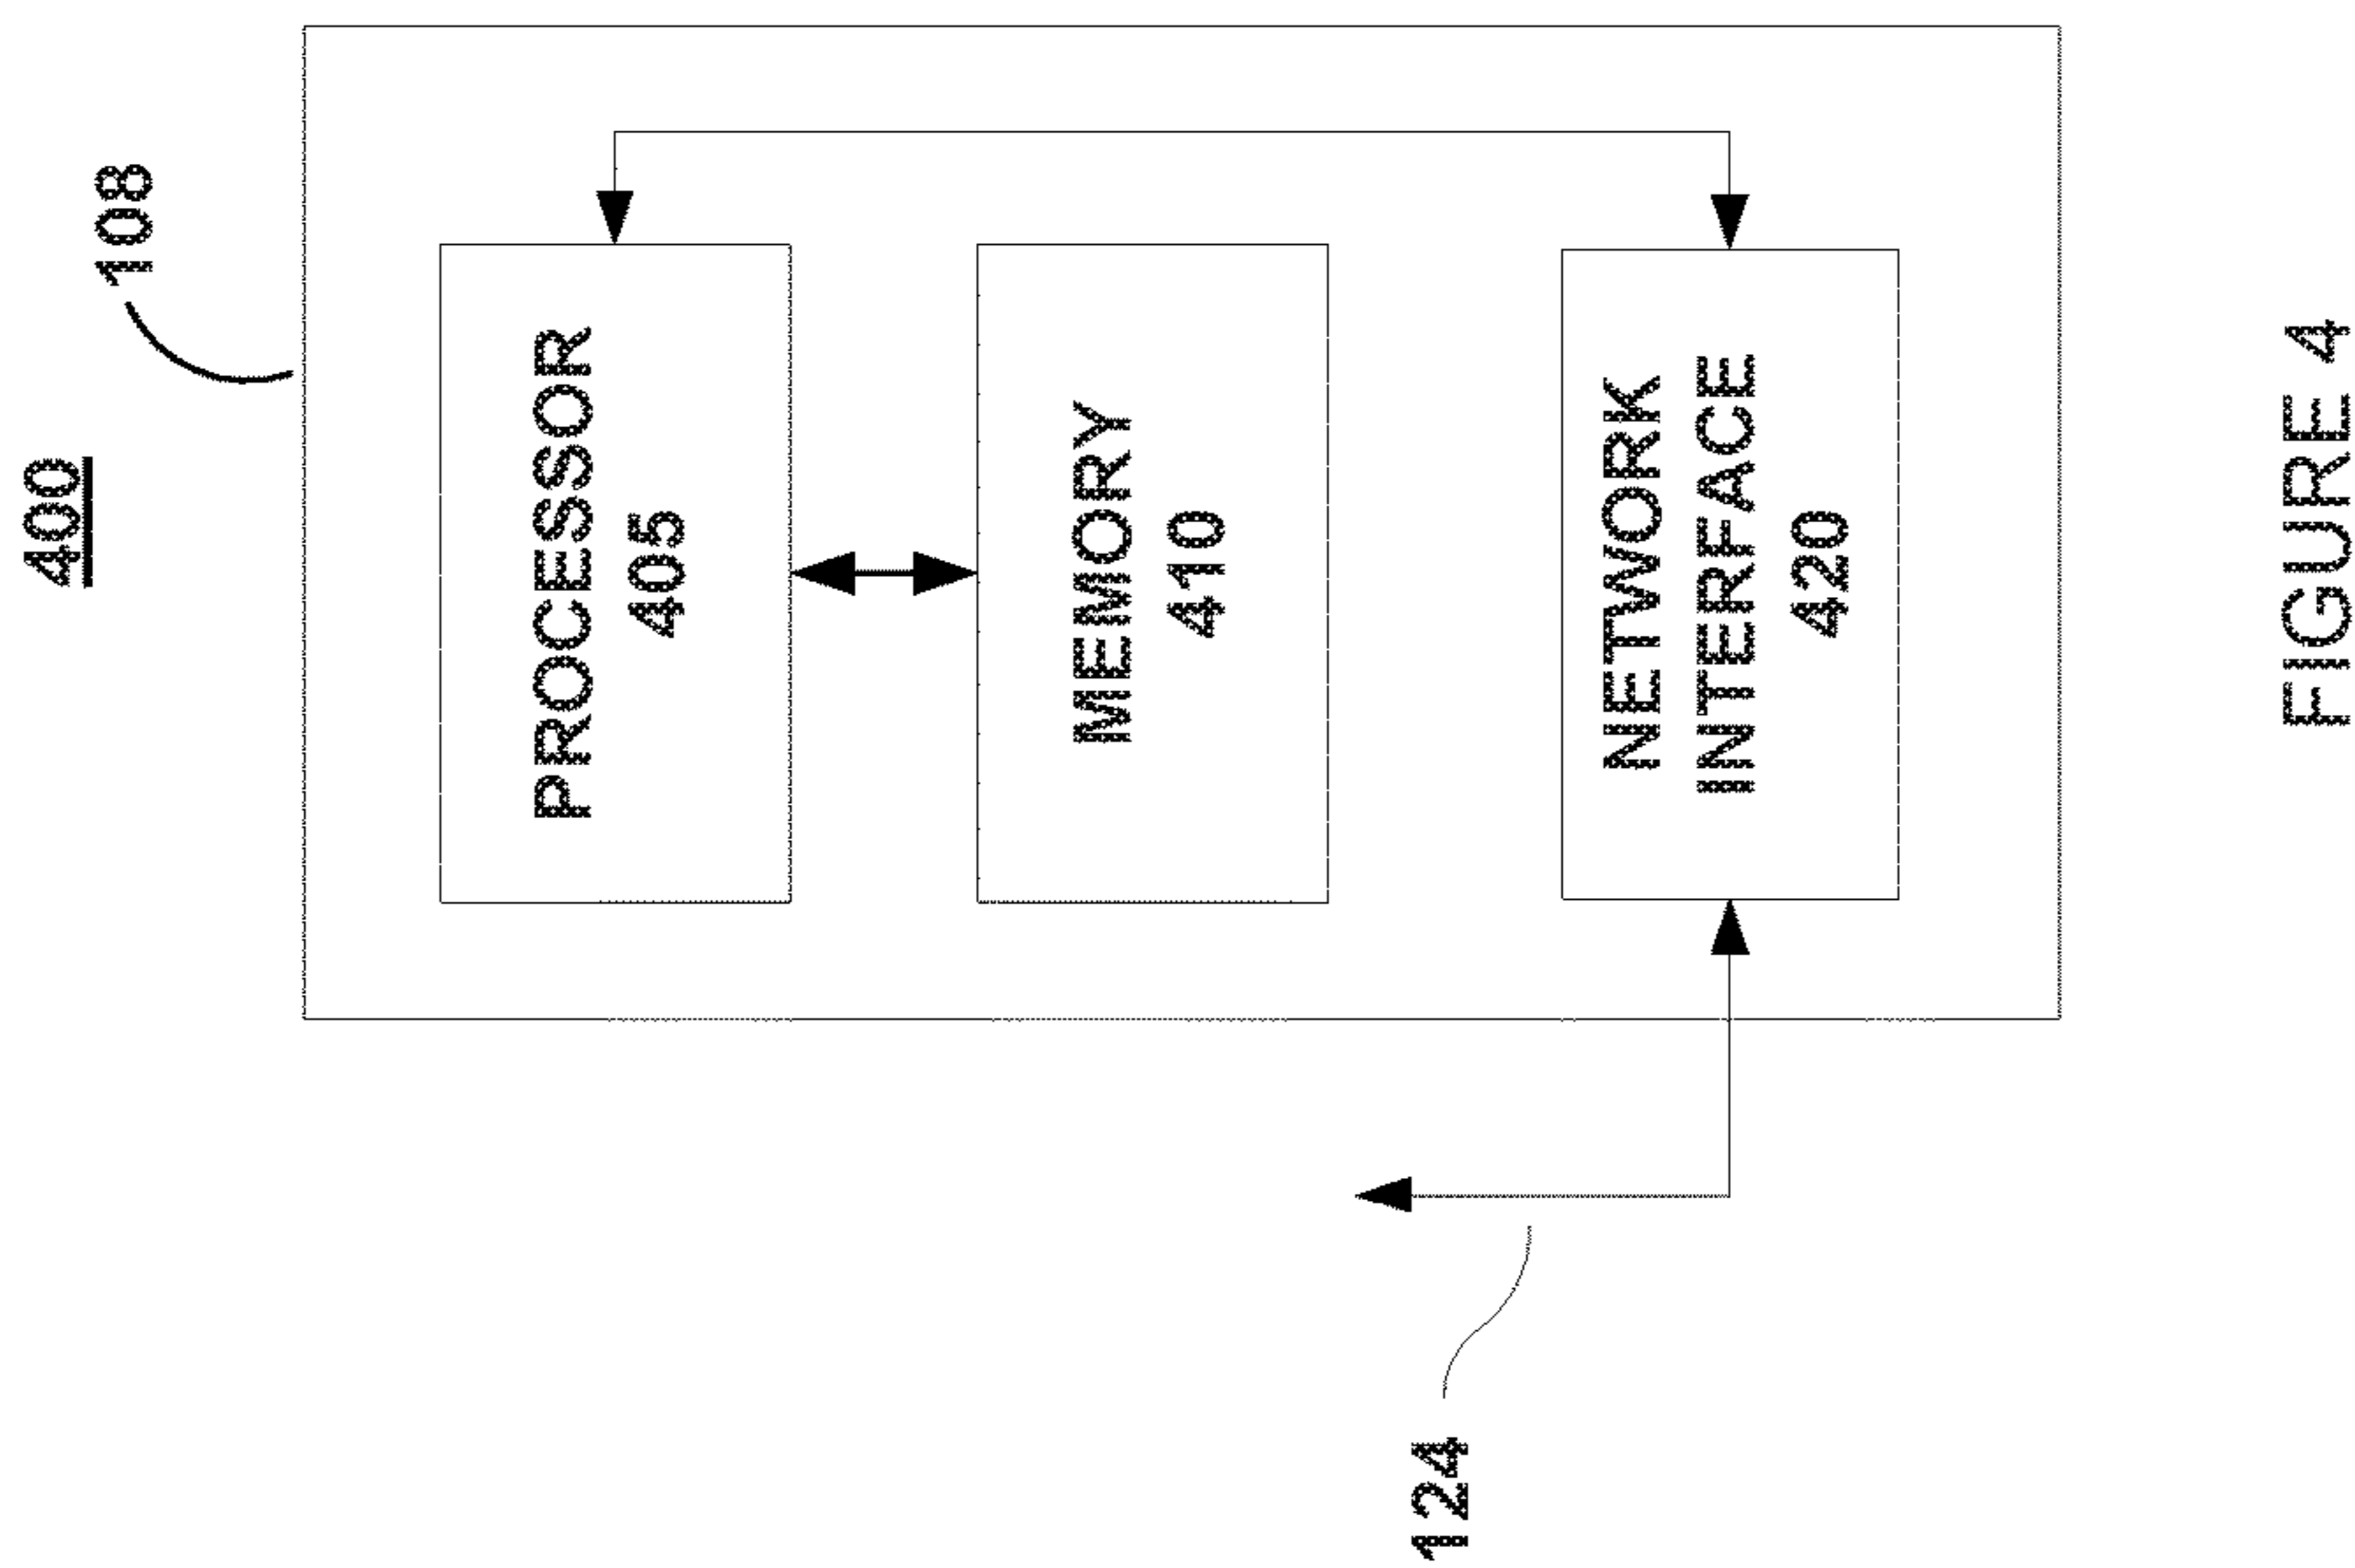 400
108
PROCESSOR
405
MEMORY
410
NETWORK
INTERFACE
420
124
FIGURE 4